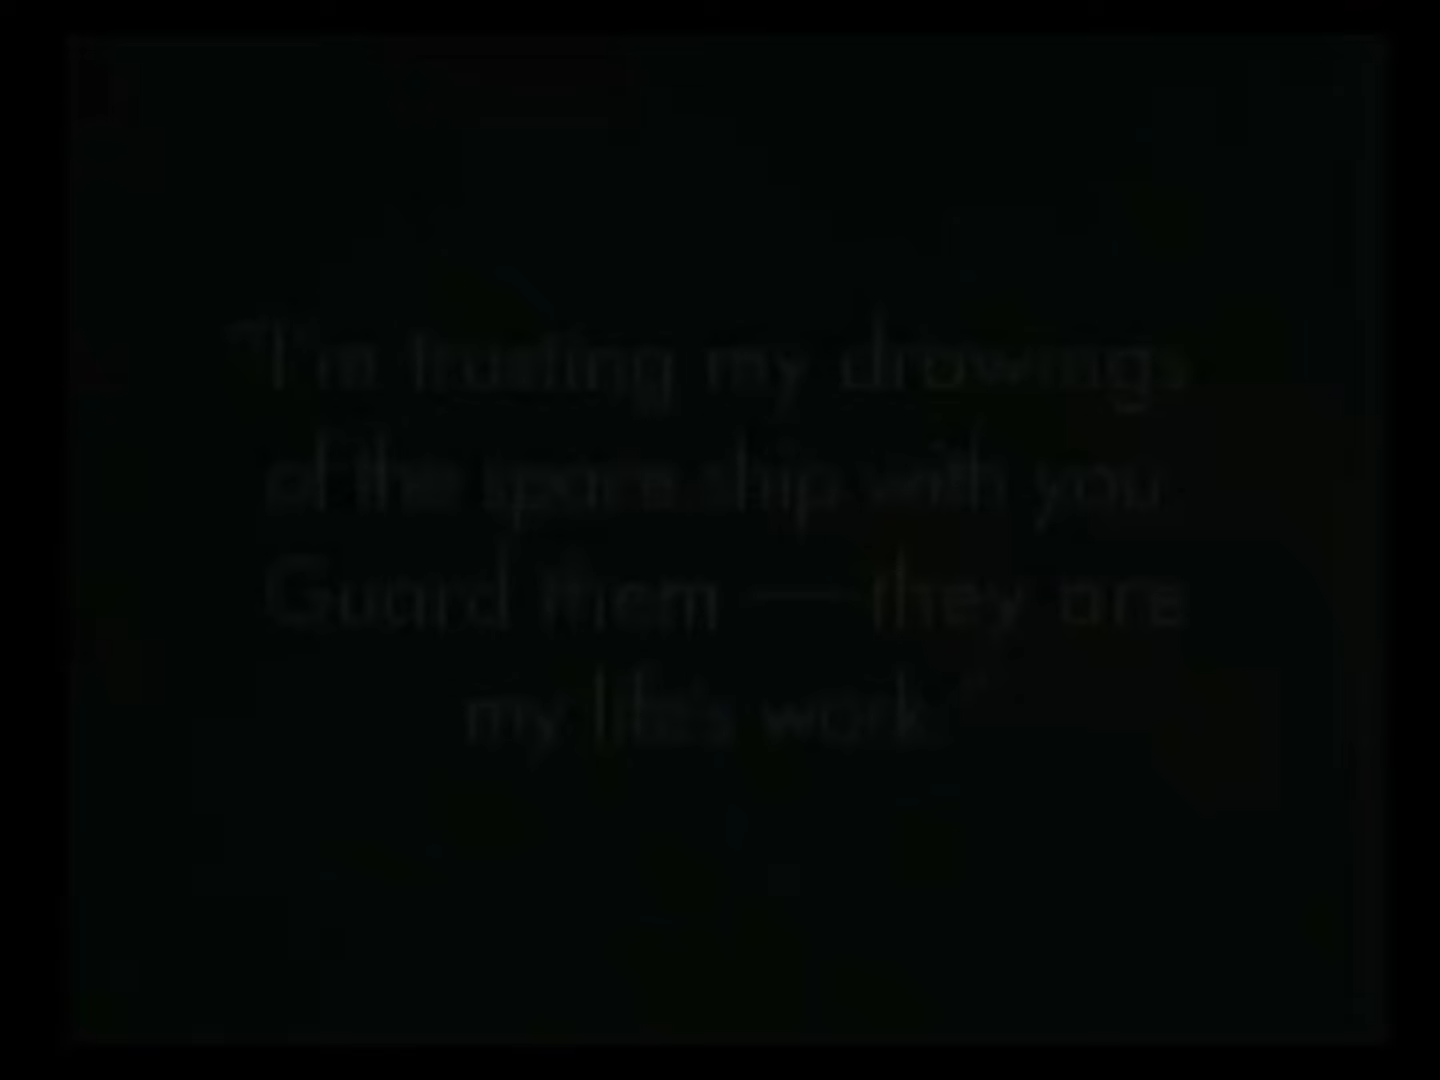 "I'm trusting my drawings
of the space ship with you.
Guard them — they are
my life's work."